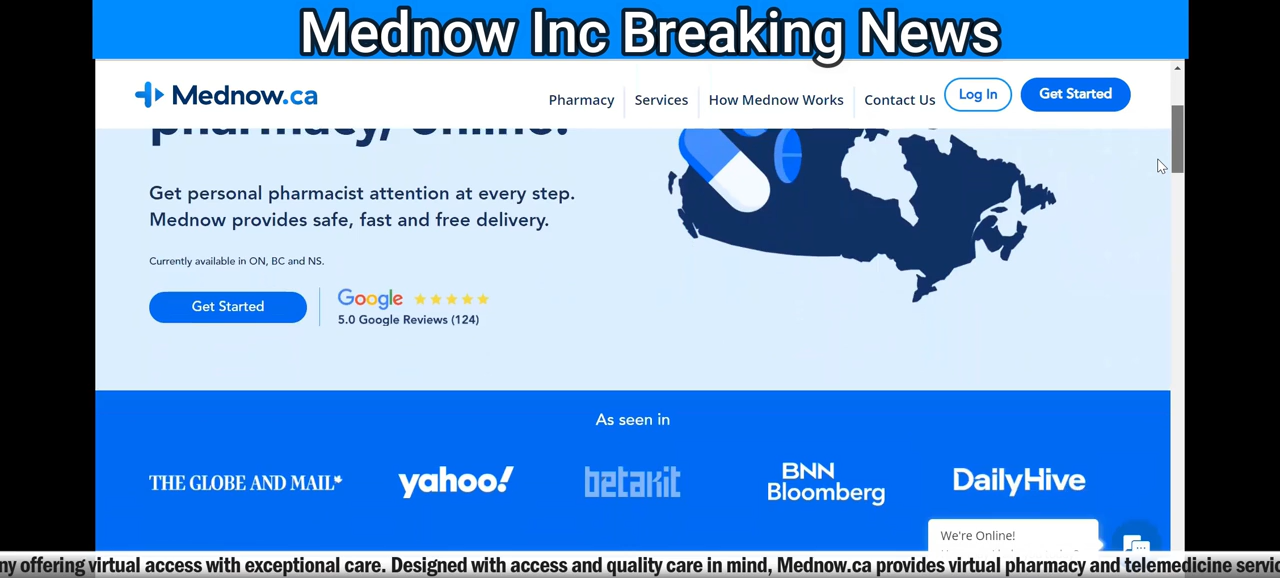 Mednow Inc Breaking News
Mednow.ca
Pharmacy
Services
How Mednow Works
Contact Us
Log In
Get Started
pharmacy, online.
Get personal pharmacist attention at every step.
Mednow provides safe, fast and free delivery.
Currently available in ON, BC and NS.
Get Started
Google
5.0 Google Reviews (124)
As seen in
THE GLOBE AND MAIL
yahoo!
betakit
BNN
Bloomberg
DailyHive
We're Online!
offering virtual access with exceptional care. Designed with access and quality care in mind, Mednow.ca provides virtual pharmacy and telemedicine